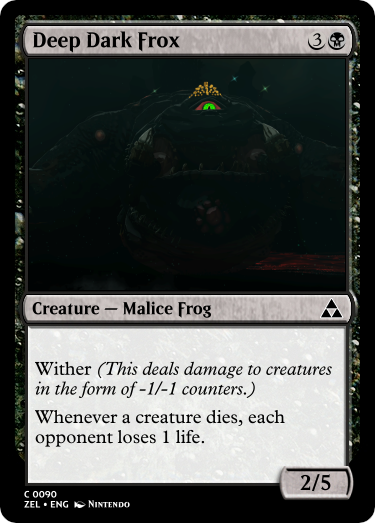 Deep Dark Frox 3
Creature — Malice Frog
Wither (This deals damage to creatures
in the form of -1/-1 counters.)
Whenever a creature dies, each
opponent loses 1 life.
2/5
C 0090
ZEL • ENG Nintendo